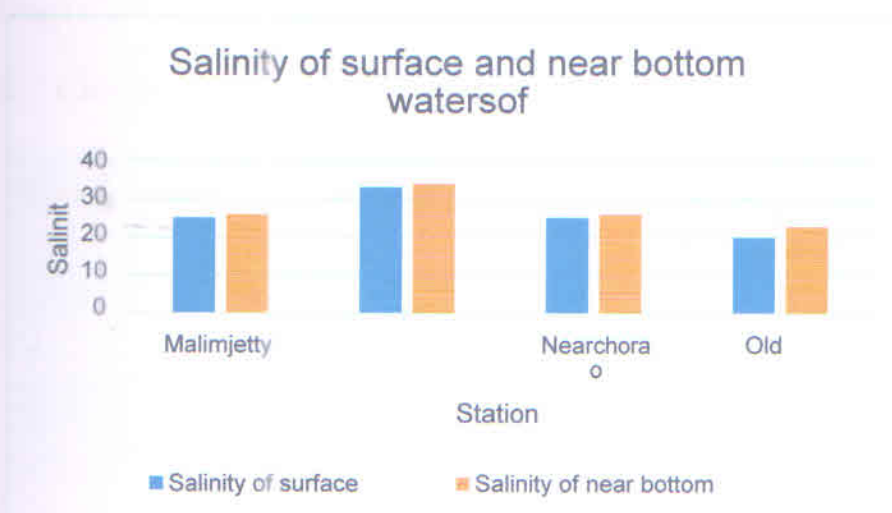 Salinity of surface and near bottom
watersof
40
30
20
10
0
Salinit
Malimjetty
Nearchora
o
Old
Station
Salinity of surface
Salinity of near bottom